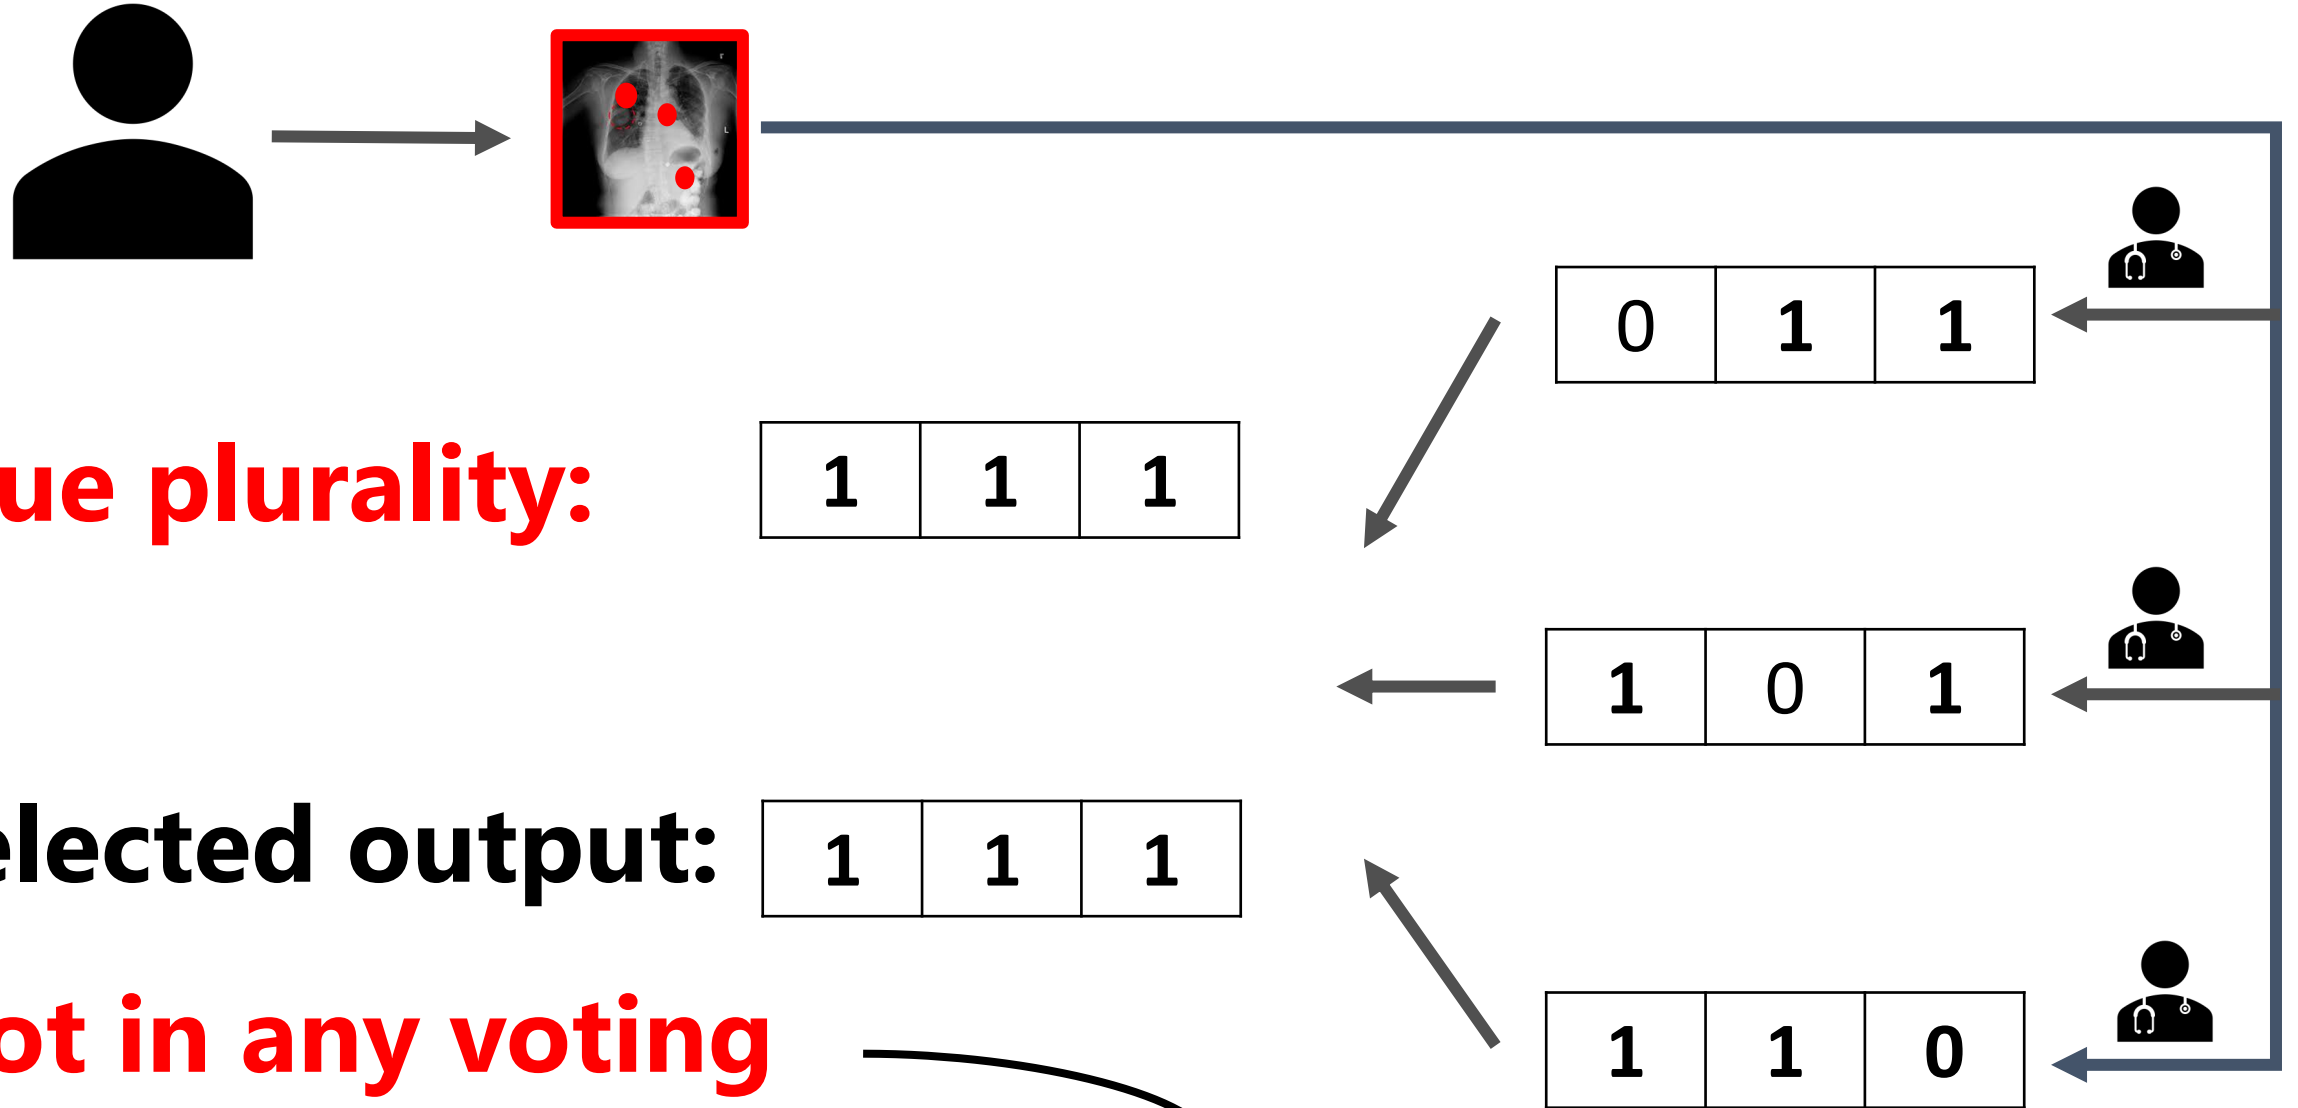 0 1 1
ue plurality: 1 1 1
1 0 1
elected output: 1 1 1
ot in any voting
1 1 0